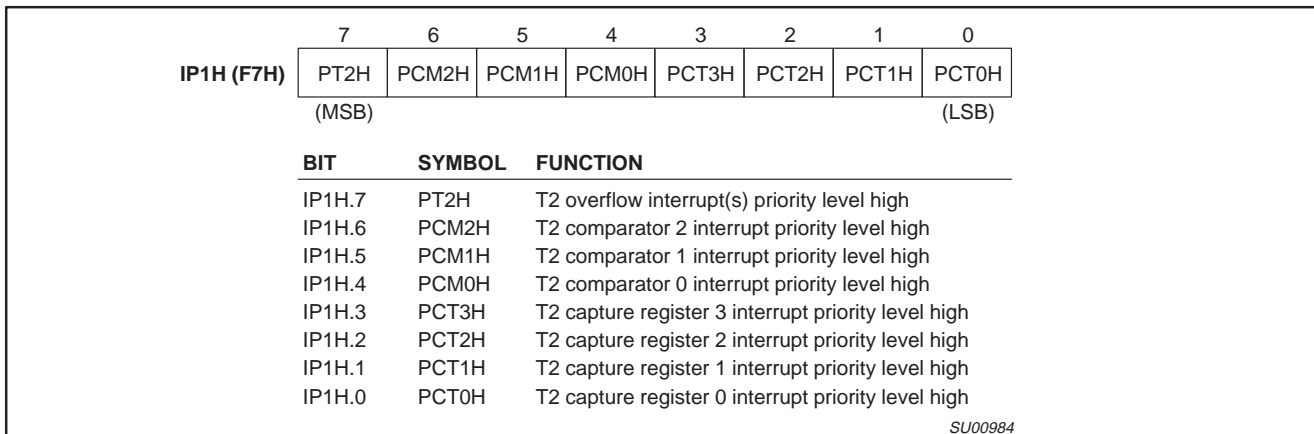 7 6 5 4 3 2 1 0
IP1H (F7H) PT2H PCM2H PCM1H PCM0H PCT3H PCT2H PCT1H PCT0H
(MSB) (LSB)
BIT SYMBOL FUNCTION
IP1H.7 PT2H T2 overflow interrupt(s) priority level high
IP1H.6 PCM2H T2 comparator 2 interrupt priority level high
IP1H.5 PCM1H T2 comparator 1 interrupt priority level high
IP1H.4 PCM0H T2 comparator 0 interrupt priority level high
IP1H.3 PCT3H T2 capture register 3 interrupt priority level high
IP1H.2 PCT2H T2 capture register 2 interrupt priority level high
IP1H.1 PCT1H T2 capture register 1 interrupt priority level high
IP1H.0 PCT0H T2 capture register 0 interrupt priority level high
SU00984